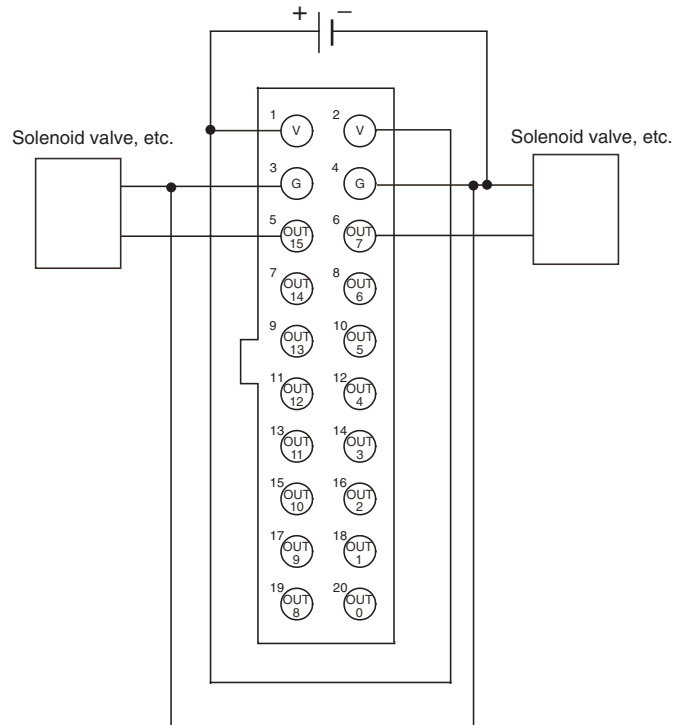 + −
1 V 2 V
Solenoid valve, etc.
Solenoid valve, etc.
3 G 4 G
5 OUT 15 6 OUT 7
7 OUT 14 8 OUT 6
9 OUT 13 10 OUT 5
11 OUT 12 12 OUT 4
13 OUT 11 14 OUT 3
15 OUT 10 16 OUT 2
17 OUT 9 18 OUT 1
19 OUT 8 20 OUT 0